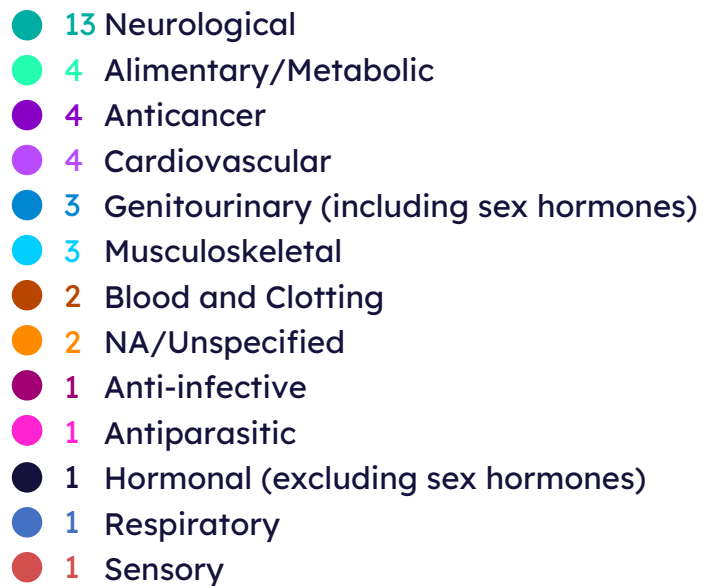 13 Neurological
4 Alimentary/Metabolic
4 Anticancer
4 Cardiovascular
3 Genitourinary (including sex hormones)
3 Musculoskeletal
2 Blood and Clotting
2 NA/Unspecified
1 Anti-infective
1 Antiparasitic
1 Hormonal (excluding sex hormones)
1 Respiratory
1 Sensory